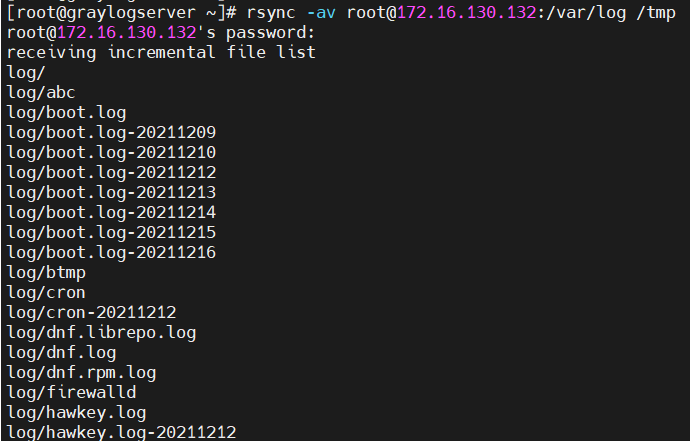 [root@graylogserver ~]# rsync -av root@172.16.130.132:/var/log /tmp
root@172.16.130.132's password:
receiving incremental file list
log/
log/abc
log/boot.log
log/boot.log-20211209
log/boot.log-20211210
log/boot.log-20211212
log/boot.log-20211213
log/boot.log-20211214
log/boot.log-20211215
log/boot.log-20211216
log/btmp
log/cron
log/cron-20211212
log/dnf.librepo.log
log/dnf.log
log/dnf.rpm.log
log/firewalld
log/hawkey.log
log/hawkey.log-20211212